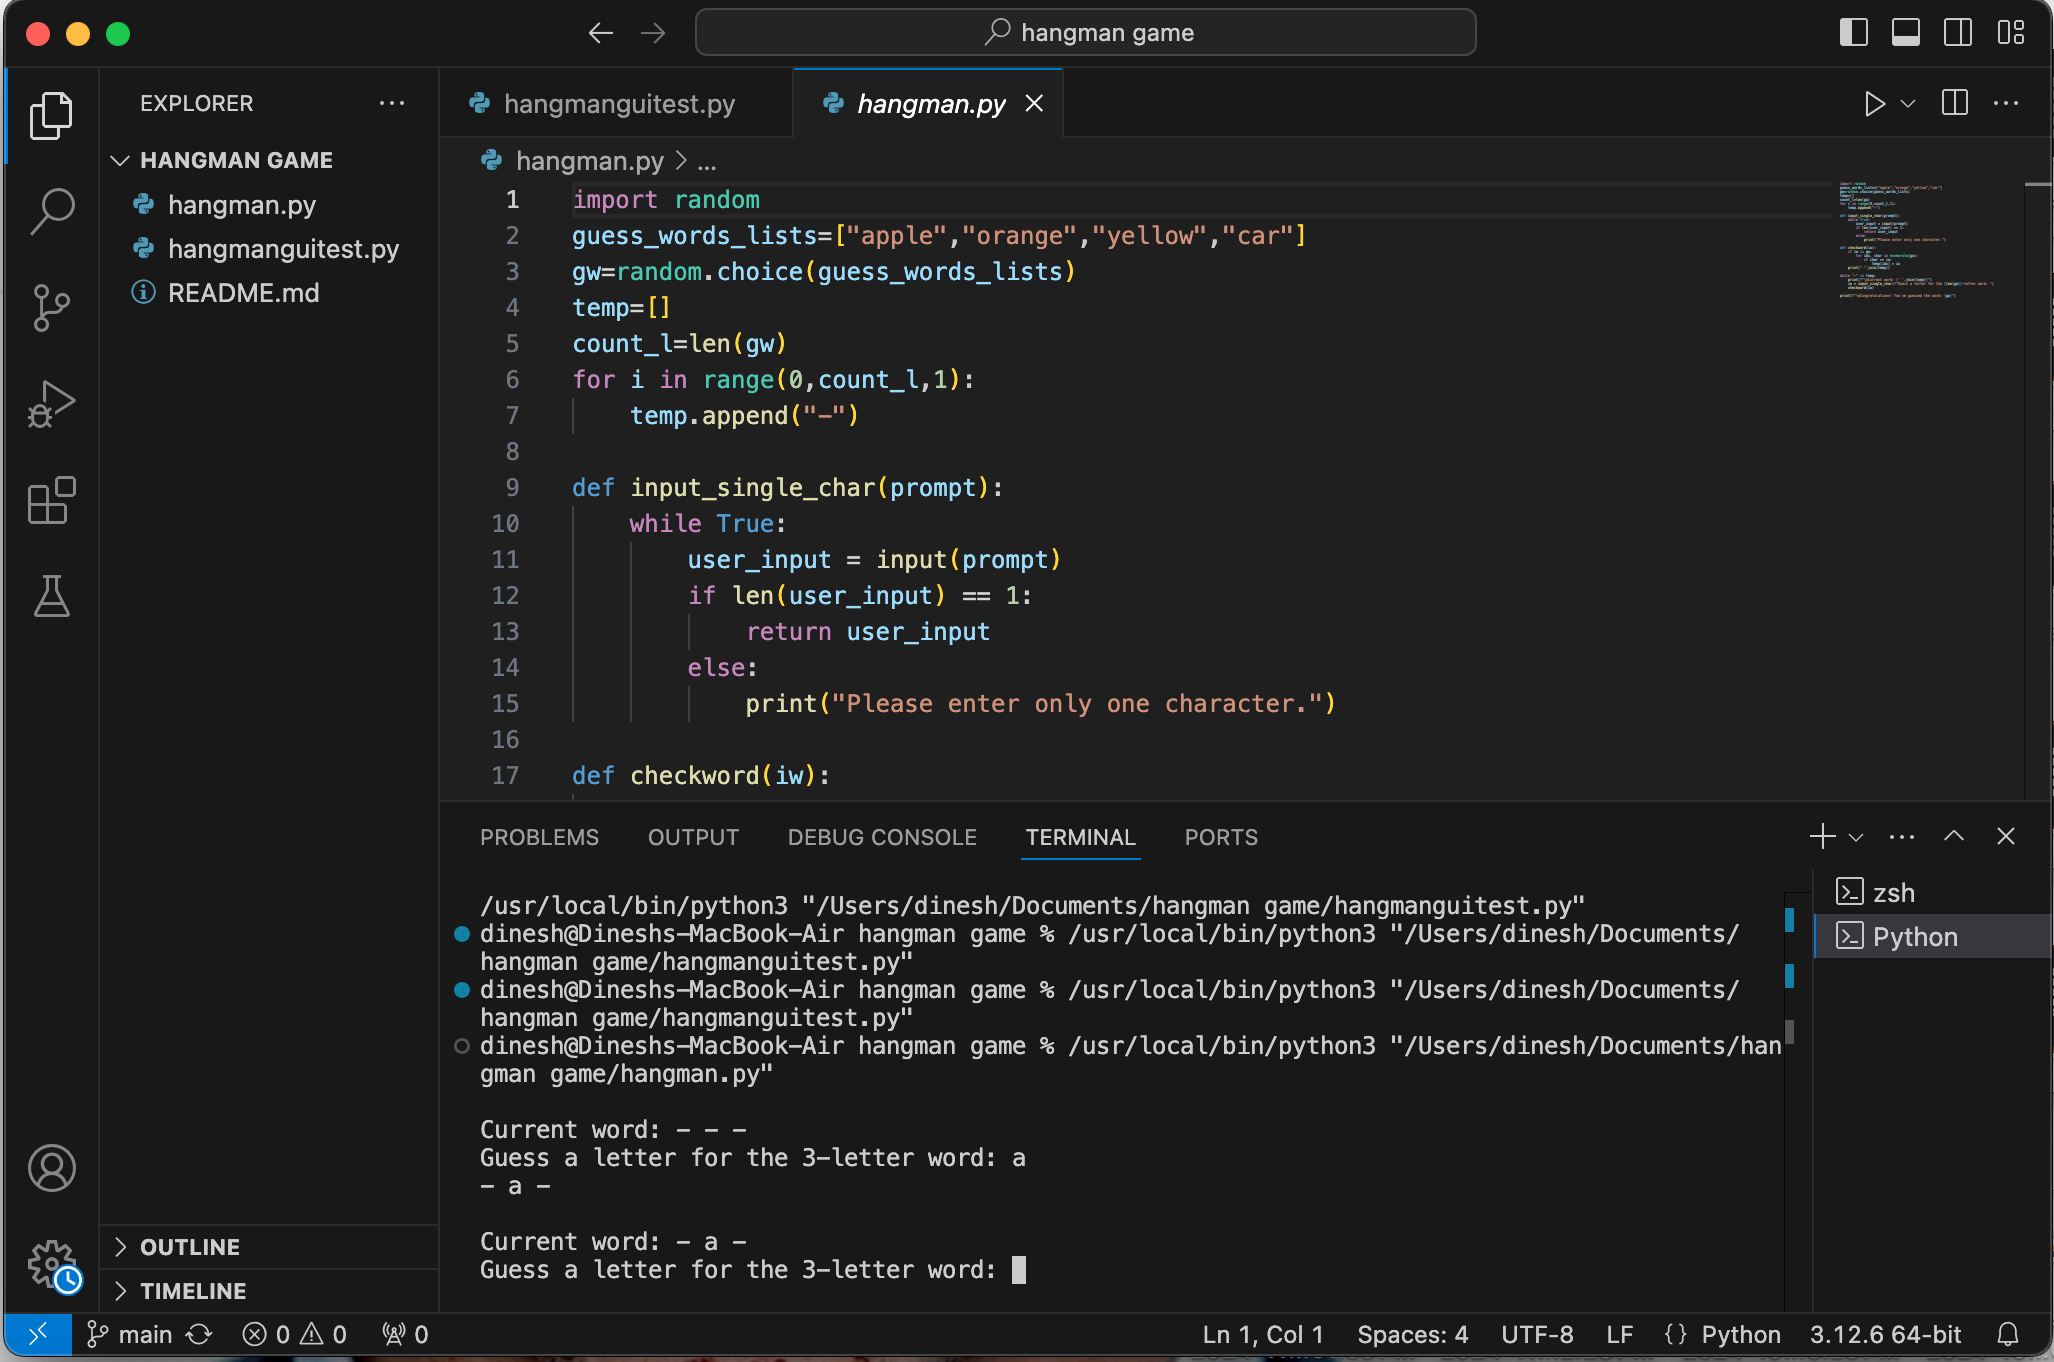 hangman game
EXPLORER
HANGMAN GAME
hangman.py
hangmanguitest.py
README.md
OUTLINE
TIMELINE
hangmanguitest.py
hangman.py
hangman.py > ...
1 import random
2 guess_words_lists=["apple","orange","yellow","car"]
3 gw=random.choice(guess_words_lists)
4 temp=[]
5 count_l=len(gw)
6 for i in range(0,count_l,1):
7 temp.append("-")
8
9 def input_single_char(prompt):
10 while True:
11 user_input = input(prompt)
12 if len(user_input) == 1:
13 return user_input
14 else:
15 print("Please enter only one character.")
16
17 def checkword(iw):
PROBLEMS OUTPUT DEBUG CONSOLE TERMINAL PORTS
/usr/local/bin/python3 "/Users/dinesh/Documents/hangman game/hangmanguitest.py"
dinesh@Dineshs-MacBook-Air hangman game % /usr/local/bin/python3 "/Users/dinesh/Documents/
hangman game/hangmanguitest.py"
dinesh@Dineshs-MacBook-Air hangman game % /usr/local/bin/python3 "/Users/dinesh/Documents/
hangman game/hangmanguitest.py"
dinesh@Dineshs-MacBook-Air hangman game % /usr/local/bin/python3 "/Users/dinesh/Documents/han
gman game/hangman.py"
Current word: - - -
Guess a letter for the 3-letter word: a
- a -
Current word: - a -
Guess a letter for the 3-letter word:
zsh
Python
main 0 0 0 Ln 1, Col 1 Spaces: 4 UTF-8 LF {} Python 3.12.6 64-bit